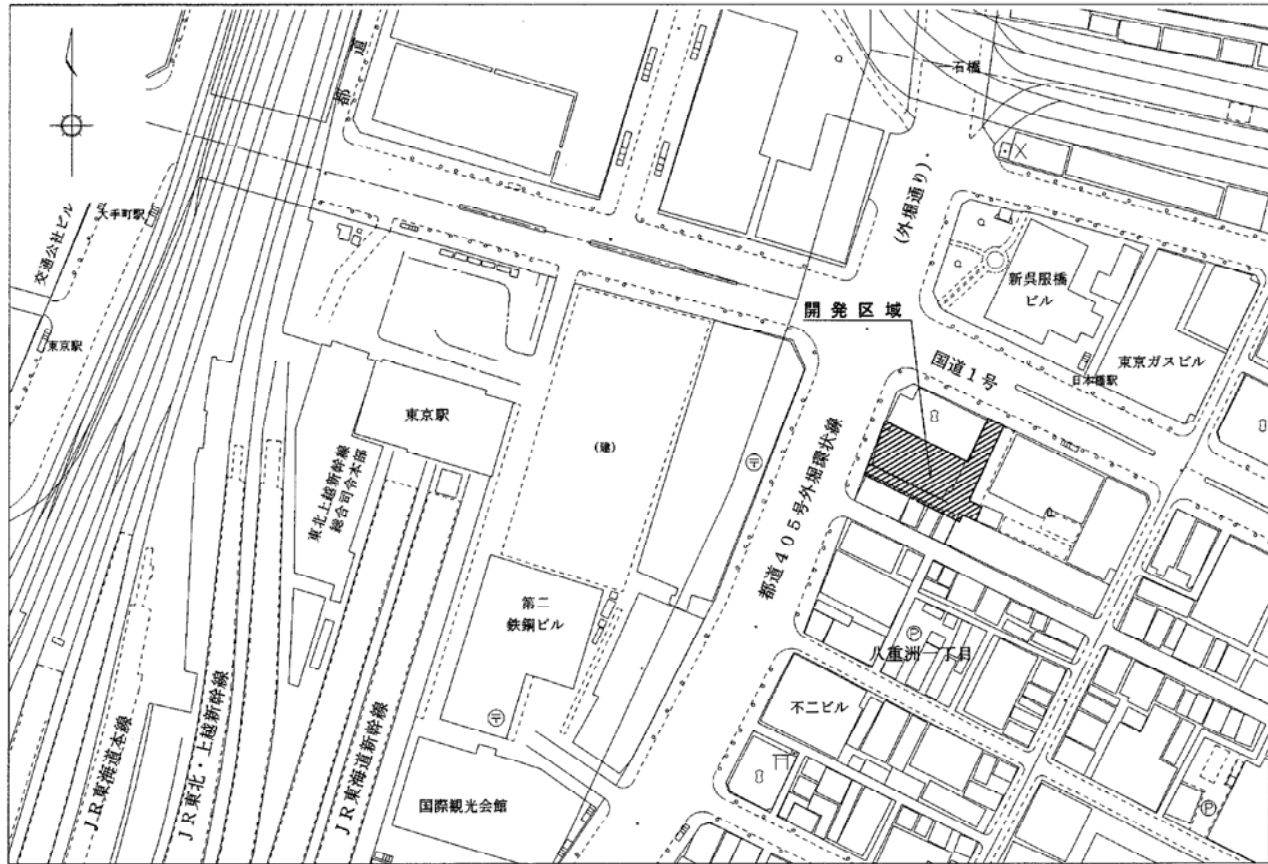 都道
一石橋
(外堀通り)
大手町駅
交通公社ビル
新呉服橋
ビル
開発区域
東京駅
国道1号
東京ガスビル
日本橋駅
東京駅
(建)
都道405号外堀環状線
東北上越新幹線
総合司令本部
第二
鉄鋼ビル
八重洲一丁目
不二ビル
JR東海道本線
JR東北・上越新幹線
JR東海道新幹線
国際観光会館